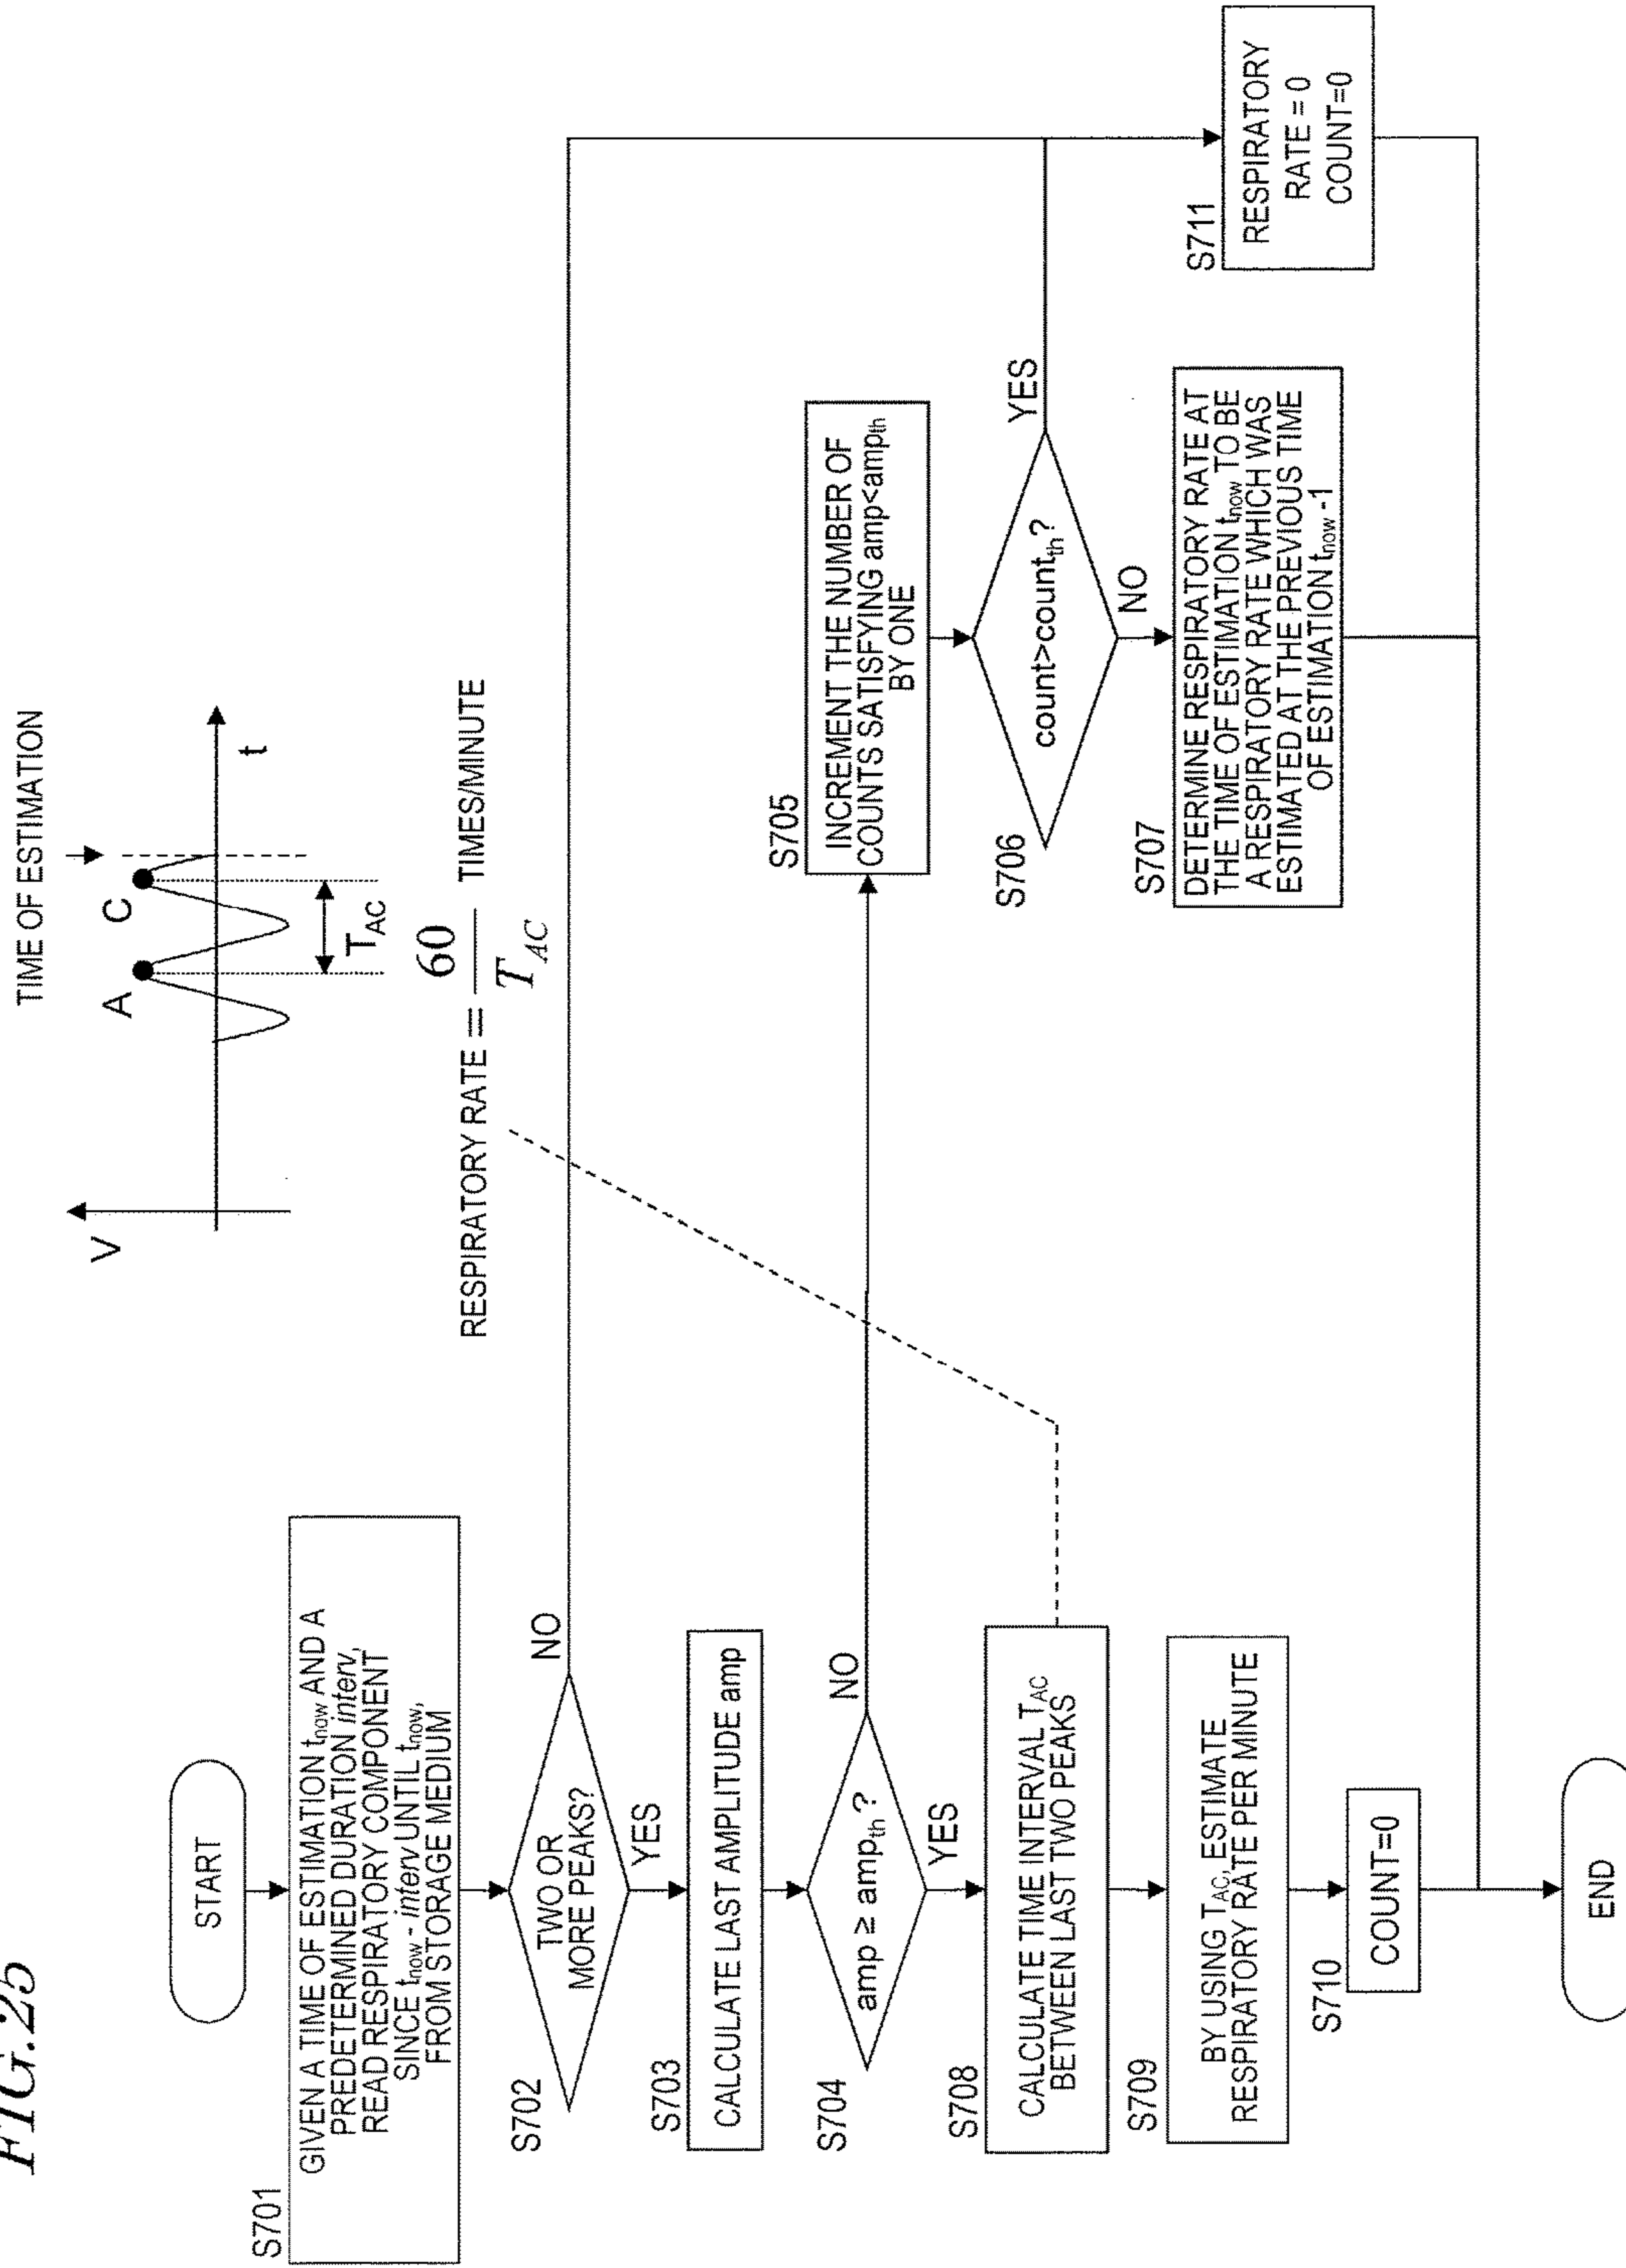 FIG.25
START
S701
GIVEN A TIME OF ESTIMATION tnow AND A
PREDETERMINED DURATION interv,
READ RESPIRATORY COMPONENT
SINCE tnow - interv UNTIL tnow,
FROM STORAGE MEDIUM
S702
TWO OR
MORE PEAKS?
NO
YES
S703
CALCULATE LAST AMPLITUDE amp
S704
amp ≥ ampth?
NO
YES
S708
CALCULATE TIME INTERVAL TAC
BETWEEN LAST TWO PEAKS
S709
BY USING TAC, ESTIMATE
RESPIRATORY RATE PER MINUTE
S710
COUNT=0
END
TIME OF ESTIMATION
V
A
C
t
TAC
RESPIRATORY RATE = 60 / TAC TIMES/MINUTE
S705
INCREMENT THE NUMBER OF
COUNTS SATISFYING amp<ampth
BY ONE
S706
count>countth?
YES
NO
S707
DETERMINE RESPIRATORY RATE AT
THE TIME OF ESTIMATION tnow TO BE
A RESPIRATORY RATE WHICH WAS
ESTIMATED AT THE PREVIOUS TIME
OF ESTIMATION tnow -1
S711
RESPIRATORY
RATE = 0
COUNT=0